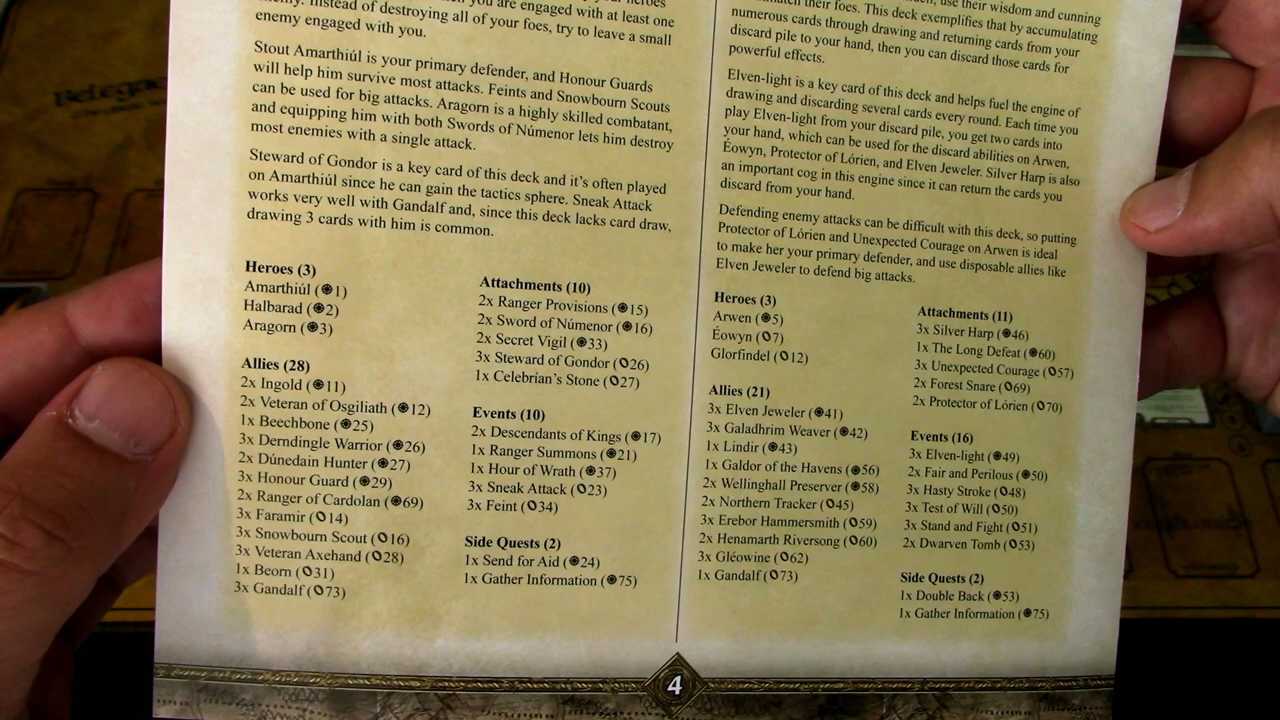 you are engaged with at least one
enemy. Instead of destroying all of your foes, try to leave a small
enemy engaged with you.
Stout Amarthiúl is your primary defender, and Honour Guards
will help him survive most attacks. Feints and Snowbourn Scouts
can be used for big attacks. Aragorn is a highly skilled combatant,
and equipping him with both Swords of Númenor lets him destroy
most enemies with a single attack.
Steward of Gondor is a key card of this deck and it's often played
on Amarthiúl since he can gain the tactics sphere. Sneak Attack
works very well with Gandalf and, since this deck lacks card draw,
drawing 3 cards with him is common.
Heroes (3)
Amarthiúl (1)
Halbarad (2)
Aragorn (3)
Allies (28)
2x Ingold (11)
2x Veteran of Osgiliath (12)
1x Beechbone (25)
3x Derndingle Warrior (26)
2x Dúnedain Hunter (27)
3x Honour Guard (29)
2x Ranger of Cardolan (69)
3x Faramir (14)
3x Snowbourn Scout (16)
3x Veteran Axehand (28)
1x Beorn (31)
3x Gandalf (73)
Attachments (10)
2x Ranger Provisions (15)
2x Sword of Númenor (16)
2x Secret Vigil (33)
3x Steward of Gondor (26)
1x Celebrían's Stone (27)
Events (10)
2x Descendants of Kings (17)
1x Ranger Summons (21)
1x Hour of Wrath (37)
3x Sneak Attack (23)
3x Feint (34)
Side Quests (2)
1x Send for Aid (24)
1x Gather Information (75)
use their wisdom and cunning
their foes. This deck exemplifies that by accumulating
numerous cards through drawing and returning cards from your
discard pile to your hand, then you can discard those cards for
powerful effects.
Elven-light is a key card of this deck and helps fuel the engine of
drawing and discarding several cards every round. Each time you
play Elven-light from your discard pile, you get two cards into
your hand, which can be used for the discard abilities on Arwen,
Éowyn, Protector of Lórien, and Elven Jeweler. Silver Harp is also
an important cog in this engine since it can return the cards you
discard from your hand.
Defending enemy attacks can be difficult with this deck, so putting
Protector of Lórien and Unexpected Courage on Arwen is ideal
to make her your primary defender, and use disposable allies like
Elven Jeweler to defend big attacks.
Heroes (3)
Arwen (5)
Éowyn (7)
Glorfindel (12)
Allies (21)
3x Elven Jeweler (41)
3x Galadhrim Weaver (42)
1x Lindir (43)
1x Galdor of the Havens (56)
2x Wellinghall Preserver (58)
2x Northern Tracker (45)
3x Erebor Hammersmith (59)
2x Henamarth Riversong (60)
3x Gléowine (62)
1x Gandalf (73)
Attachments (11)
3x Silver Harp (46)
1x The Long Defeat (60)
3x Unexpected Courage (57)
2x Forest Snare (69)
2x Protector of Lórien (70)
Events (16)
3x Elven-light (49)
2x Fair and Perilous (50)
3x Hasty Stroke (48)
3x Test of Will (50)
3x Stand and Fight (51)
2x Dwarven Tomb (53)
Side Quests (2)
1x Double Back (53)
1x Gather Information (75)
4